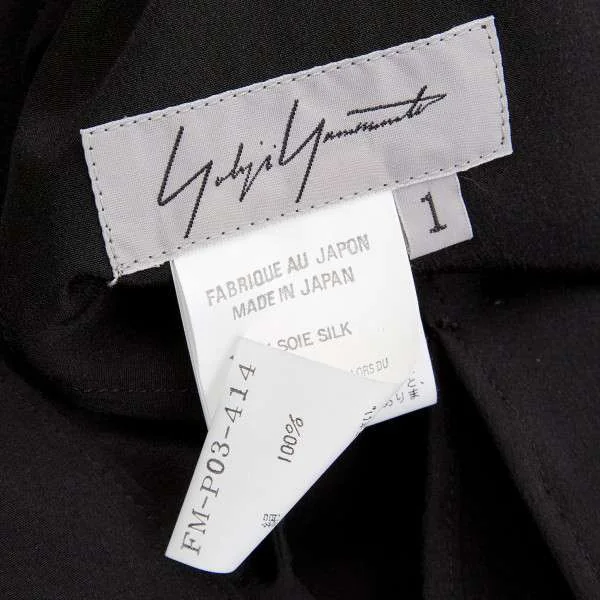 Yohji Yamamoto
1
FABRIQUE AU JAPON
MADE IN JAPAN
SOIE SILK
FM-P03-414
100%